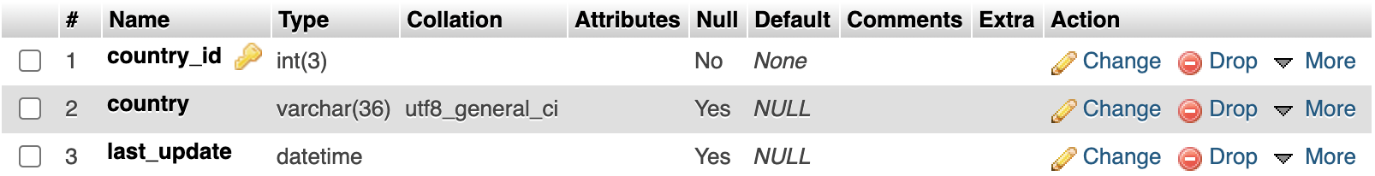 # Name Type Collation Attributes Null Default Comments Extra Action
1 country_id int(3) No None Change Drop More
2 country varchar(36) utf8_general_ci Yes NULL Change Drop More
3 last_update datetime Yes NULL Change Drop More